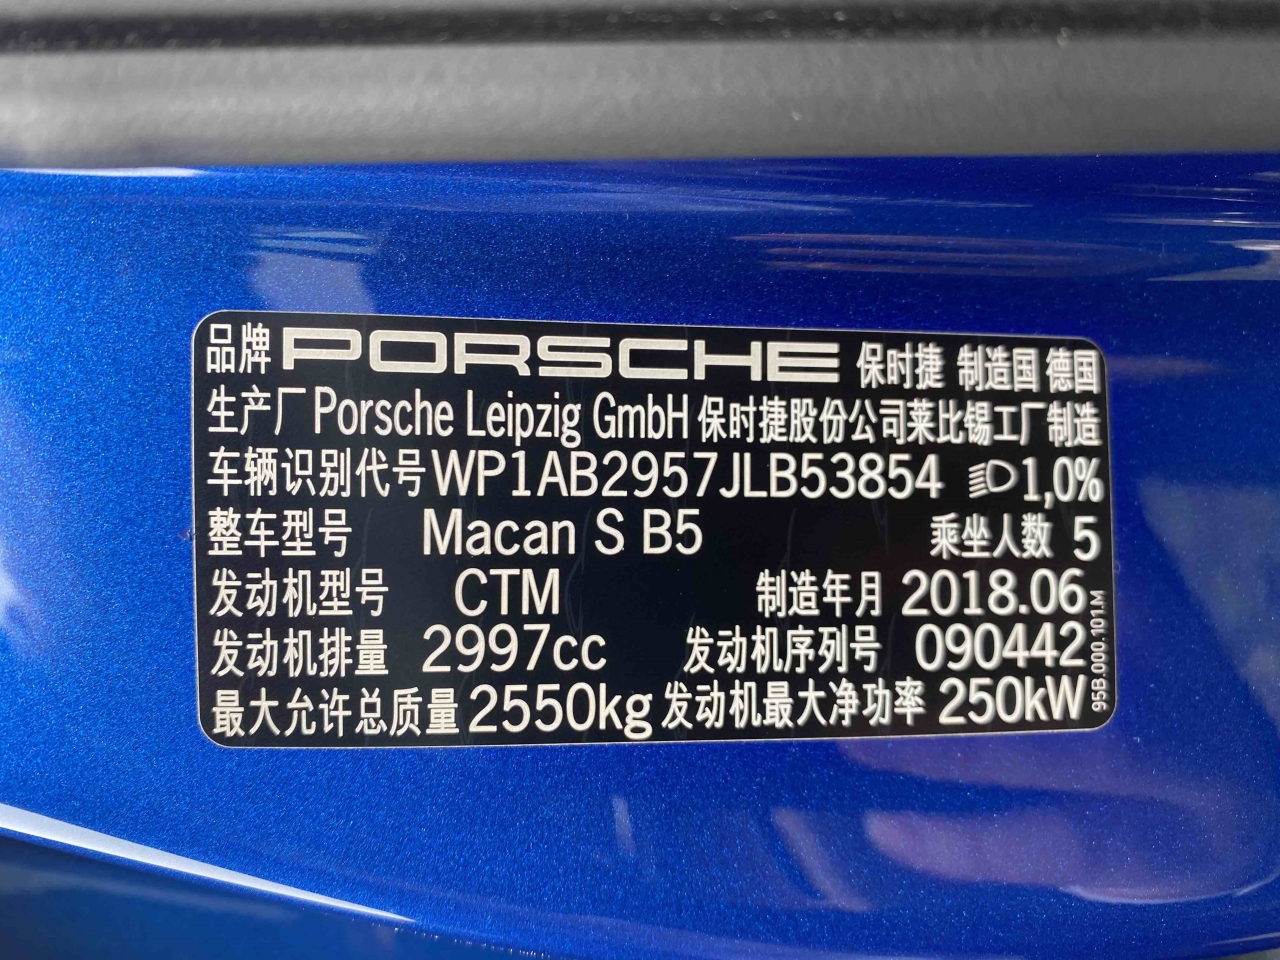 品牌 PORSCHE 保时捷 制造国 德国
生产厂 Porsche Leipzig GmbH 保时捷股份公司莱比锡工厂制造
车辆识别代号 WP1AB2957JLB53854 1,0%
整车型号 Macan S B5 乘坐人数 5
发动机型号 CTM 制造年月 2018.06
发动机排量 2997cc 发动机序列号 090442
最大允许总质量 2550kg 发动机最大净功率 250kW
95B.000.101.M